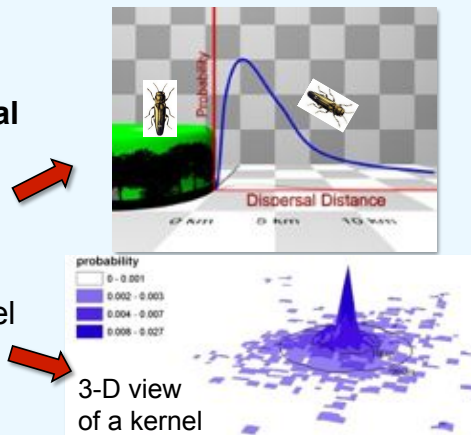 al
Probability
Dispersal Distance
0 km 5 km 10 km
el
probability
0 - 0.001
0.002 - 0.003
0.004 - 0.007
0.008 - 0.027
3-D view
of a kernel